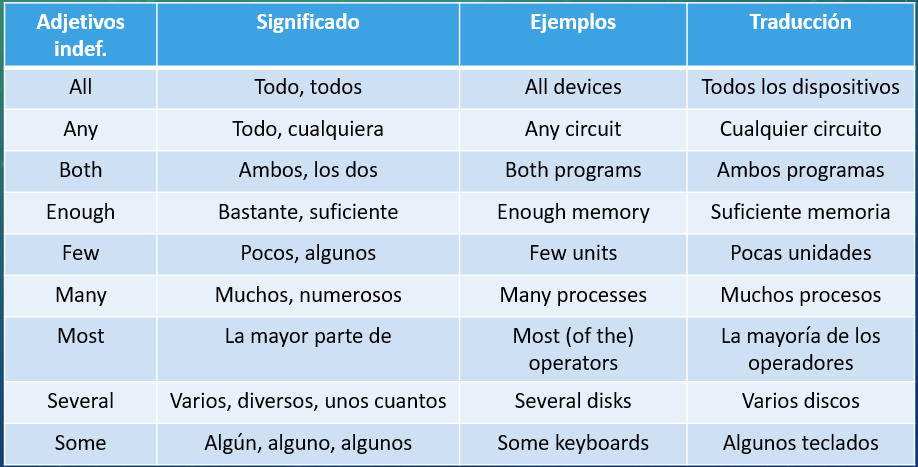 Adjetivos indef. Significado Ejemplos Traducción
All Todo, todos All devices Todos los dispositivos
Any Todo, cualquiera Any circuit Cualquier circuito
Both Ambos, los dos Both programs Ambos programas
Enough Bastante, suficiente Enough memory Suficiente memoria
Few Pocos, algunos Few units Pocas unidades
Many Muchos, numerosos Many processes Muchos procesos
Most La mayor parte de Most (of the) operators La mayoría de los operadores
Several Varios, diversos, unos cuantos Several disks Varios discos
Some Algún, alguno, algunos Some keyboards Algunos teclados